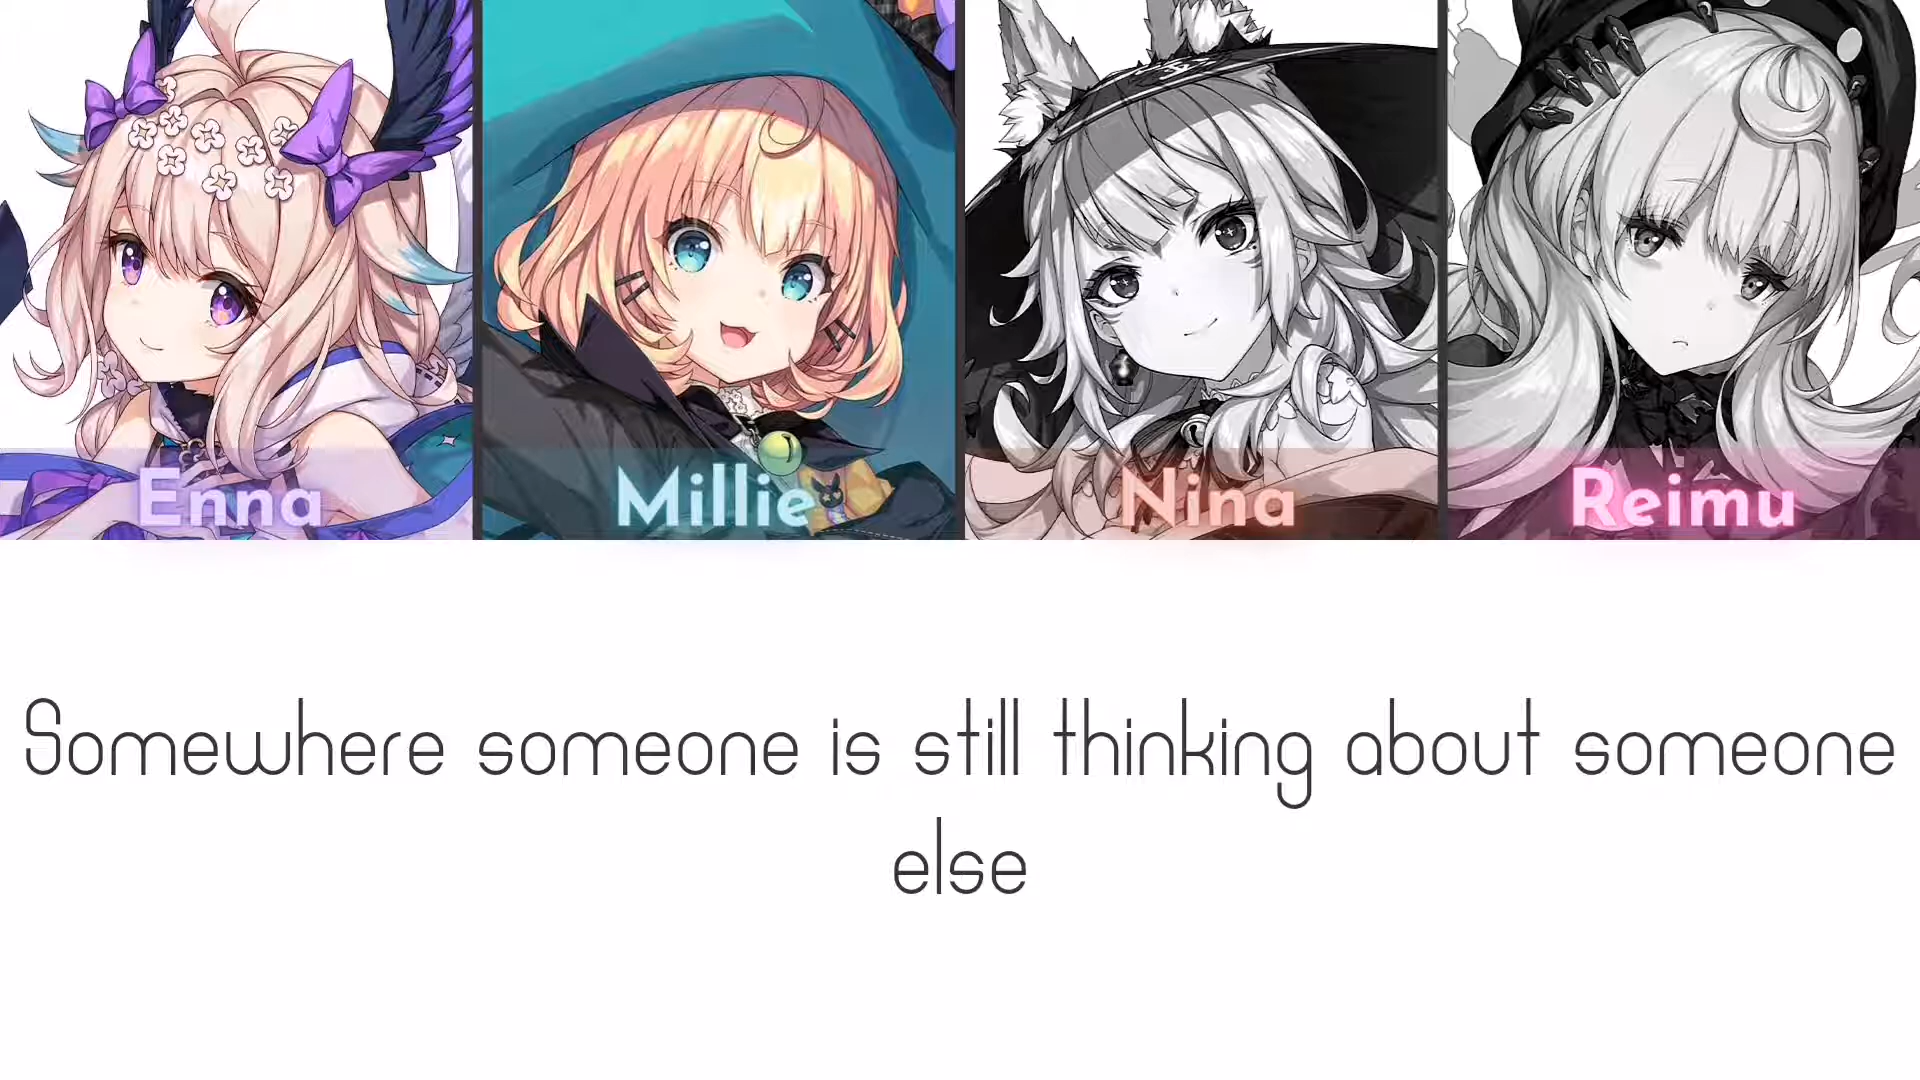 Enna
Millie
Nina
Reimu
Somewhere someone is still thinking about someone
else